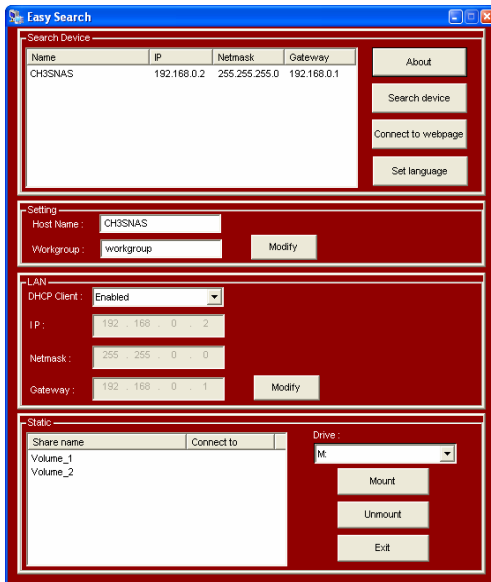 Easy Search
Search Device
Name IP Netmask Gateway
CH3SNAS 192.168.0.2 255.255.255.0 192.168.0.1
About
Search device
Connect to webpage
Set language
Setting
Host Name : CH3SNAS
Workgroup : workgroup
Modify
LAN
DHCP Client : Enabled
IP : 192 . 168 . 0 . 2
Netmask : 255 . 255 . 0 . 0
Gateway : 192 . 168 . 0 . 1
Modify
Static
Share name Connect to
Volume_1
Volume_2
Drive :
M:
Mount
Unmount
Exit